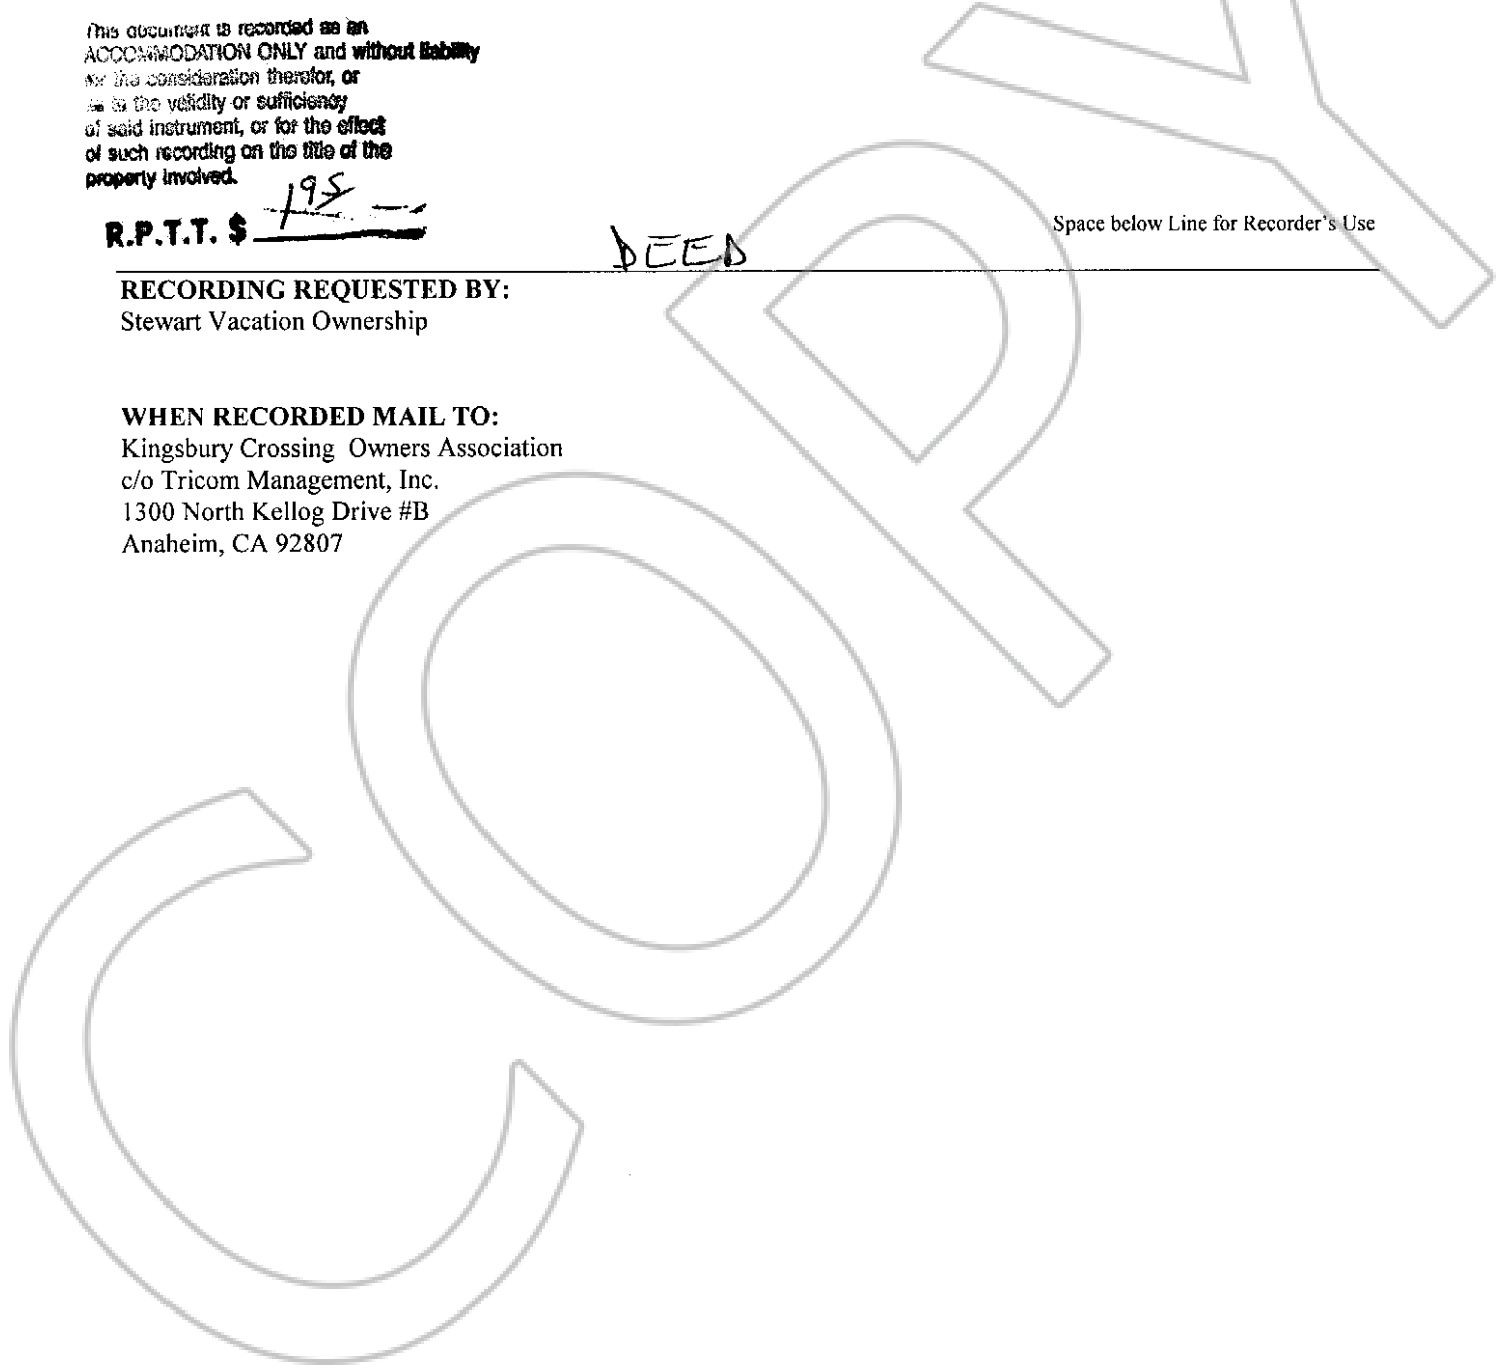 This document is recorded as an
ACCOMMODATION ONLY and without liability
for the consideration therefor, or
as to the validity or sufficiency
of said instrument, or for the effect
of such recording on the title of the
property involved.
R.P.T.T. $ 1.95
DEED
Space below Line for Recorder's Use
RECORDING REQUESTED BY:
Stewart Vacation Ownership
WHEN RECORDED MAIL TO:
Kingsbury Crossing Owners Association
c/o Tricom Management, Inc.
1300 North Kellog Drive #B
Anaheim, CA 92807
COPY